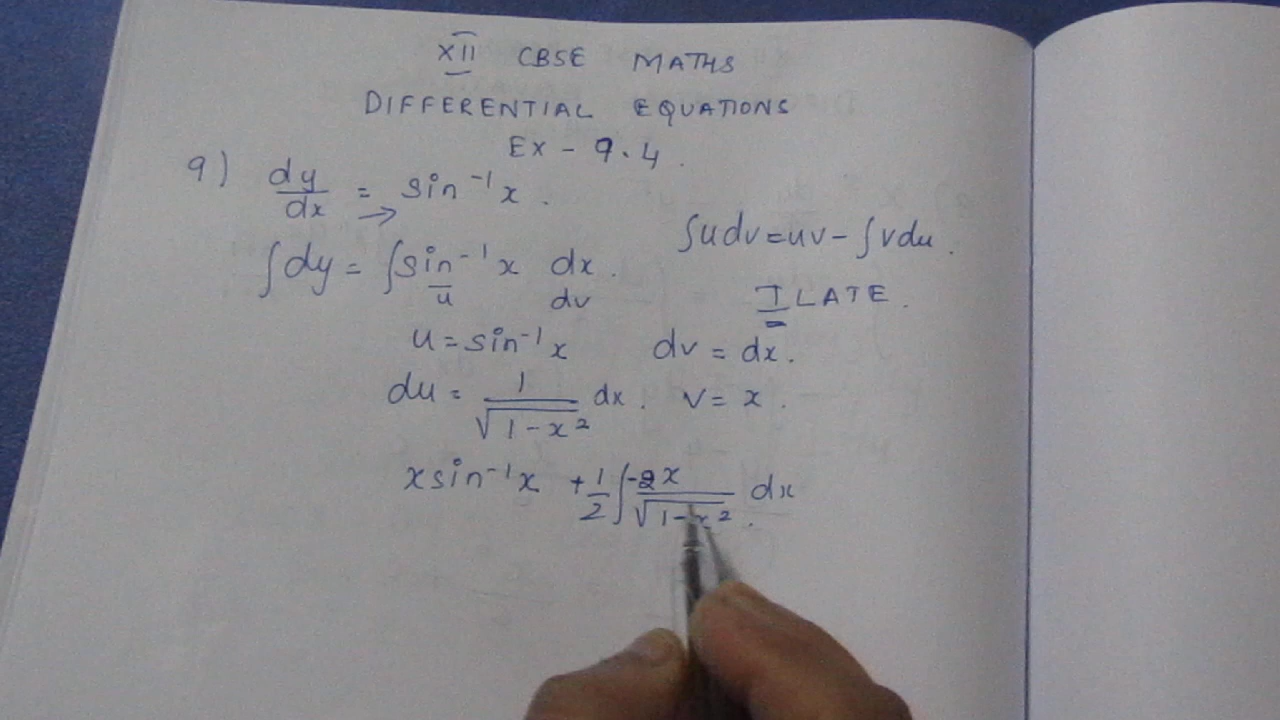 XII CBSE MATHS
DIFFERENTIAL EQUATIONS
Ex - 9.4.
9) dy/dx = sin⁻¹x.
→
∫dy = ∫sin⁻¹x dx.
u dv
∫udv = uv - ∫vdu.
ILATE.
u = sin⁻¹x dv = dx.
du = 1/√(1-x²) dx. v = x.
x sin⁻¹x + 1/2 ∫ -2x/√(1-x²) dx.